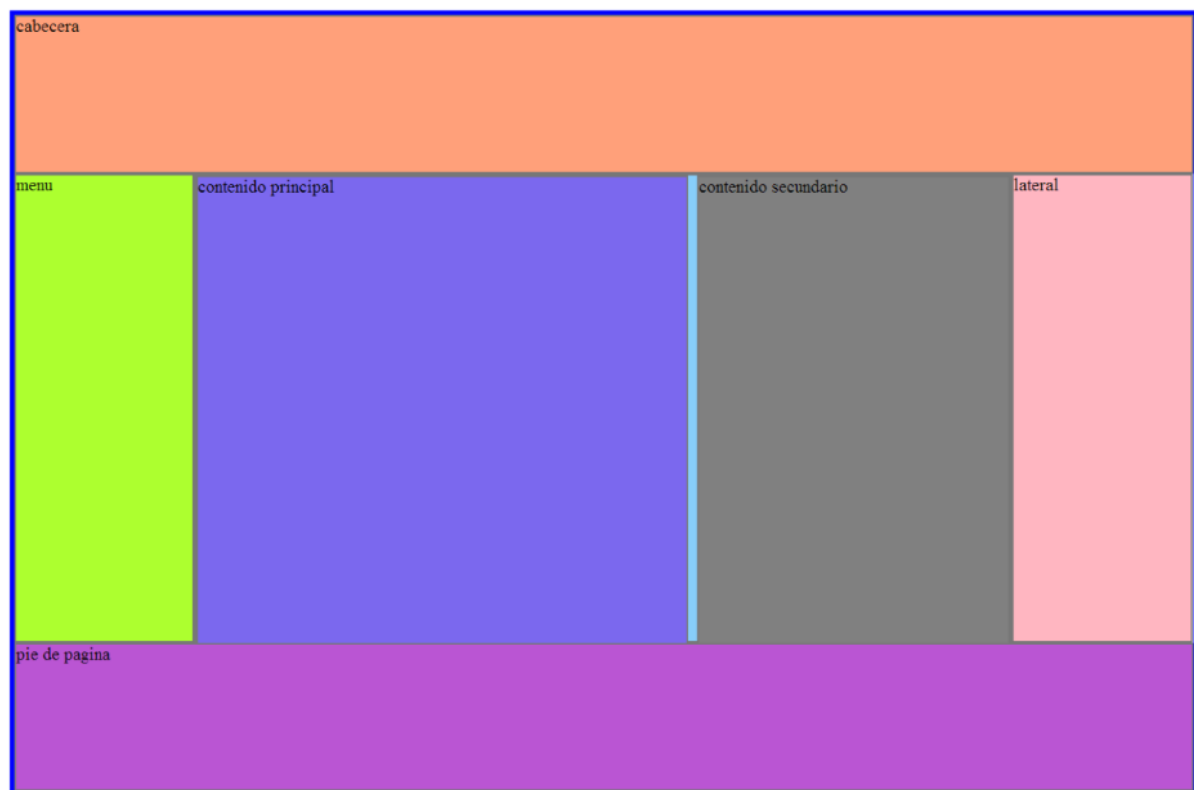 cabecera
menu
contenido principal
contenido secundario
lateral
pie de pagina